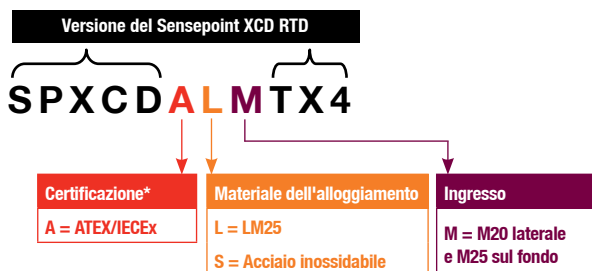 Versione del Sensepoint XCD RTD
SPXCDALMTX4
Certificazione*
A = ATEX/IECEx
Materiale dell'alloggiamento
L = LM25
S = Acciaio inossidabile
Ingresso
M = M20 laterale
e M25 sul fondo